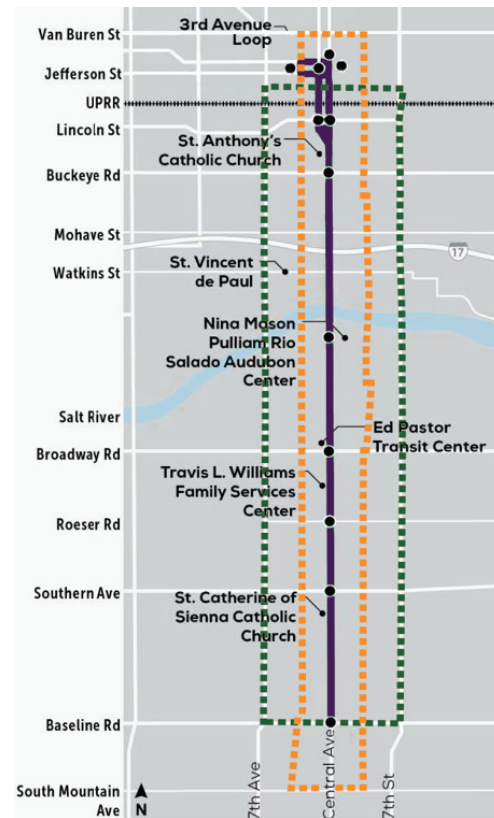 3rd Avenue
Loop
Van Buren St
Jefferson St
UPRR
Lincoln St
St. Anthony's
Catholic Church
Buckeye Rd
Mohave St
17
Watkins St
St. Vincent
de Paul
Nina Mason
Pulliam Rio
Salado Audubon
Center
Salt River
Ed Pastor
Transit Center
Broadway Rd
Travis L. Williams
Family Services
Center
Roeser Rd
Southern Ave
St. Catherine of
Sienna Catholic
Church
Baseline Rd
7th Ave
Central Ave
7th St
South Mountain
Ave
N